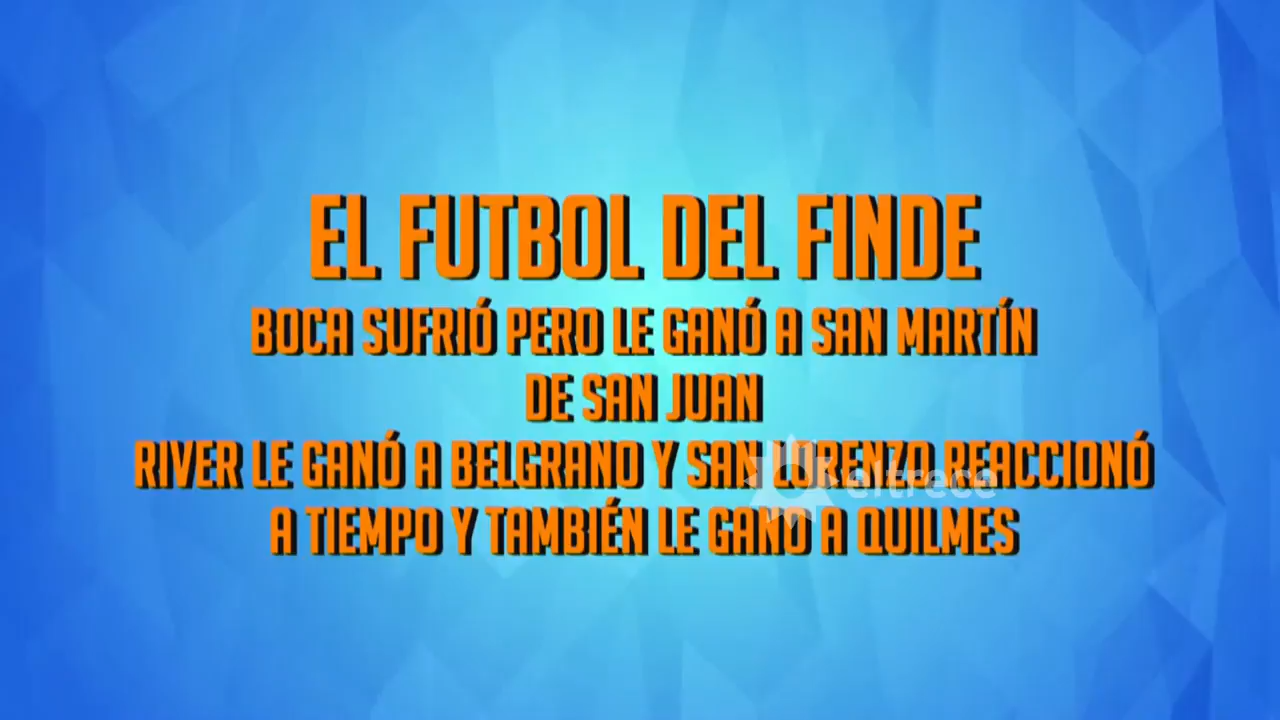 EL FUTBOL DEL FINDE
BOCA SUFRIÓ PERO LE GANÓ A SAN MARTÍN
DE SAN JUAN
RIVER LE GANÓ A BELGRANO Y SAN LORENZO REACCIONÓ
A TIEMPO Y TAMBIÉN LE GANO A QUILMES
eltrece